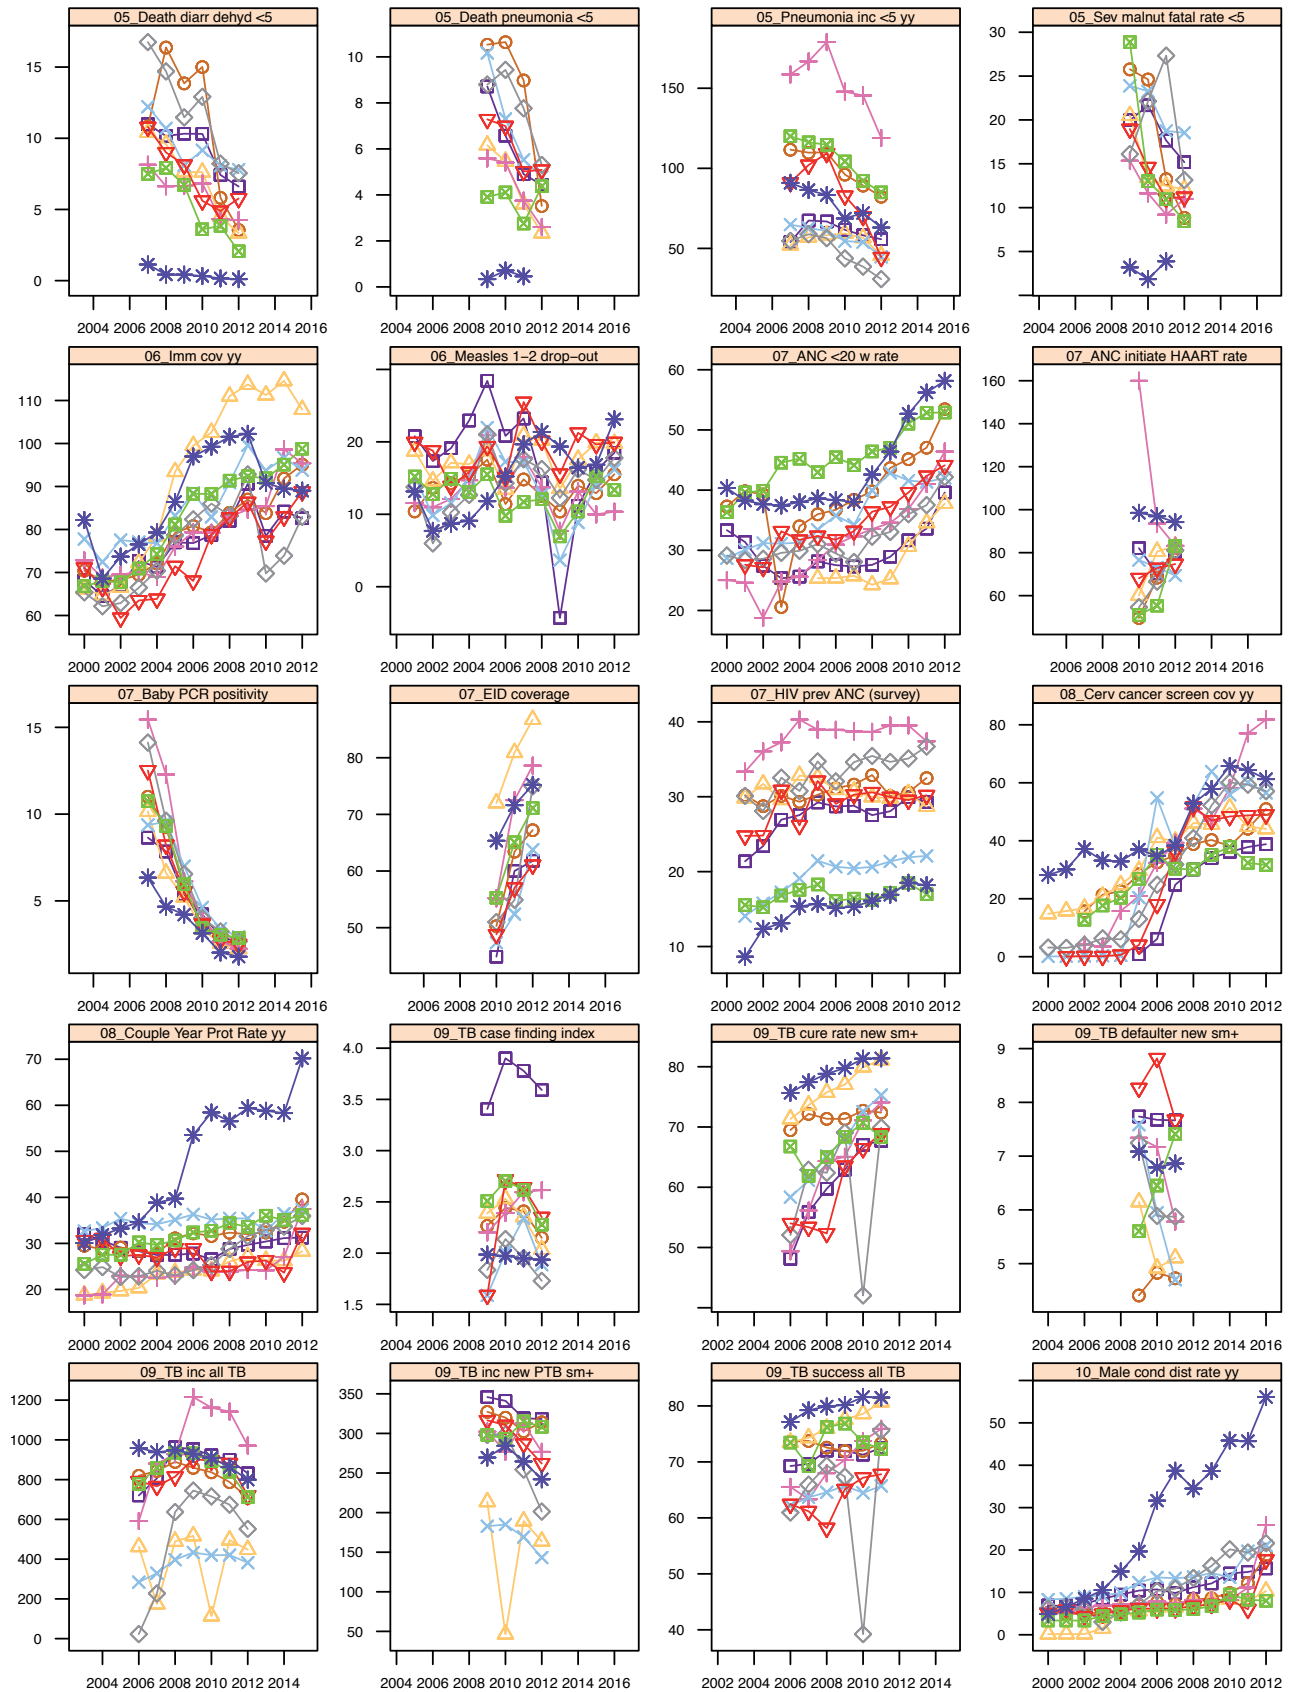 05_Death diarr dehyd <5
05_Death pneumonia <5
05_Pneumonia inc <5 yy
05_Sev malnut fatal rate <5
15
10
5
0
10
8
6
4
2
0
150
100
50
30
25
20
15
10
5
2004 2006 2008 2010 2012 2014 2016
2004 2006 2008 2010 2012 2014 2016
2004 2006 2008 2010 2012 2014 2016
2004 2006 2008 2010 2012 2014 2016
06_Imm cov yy
06_Measles 1−2 drop−out
07_ANC <20 w rate
07_ANC initiate HAART rate
110
100
90
80
70
60
20
10
0
60
50
40
30
20
160
140
120
100
80
60
2000 2002 2004 2006 2008 2010 2012
2000 2002 2004 2006 2008 2010 2012
2000 2002 2004 2006 2008 2010 2012
2006 2008 2010 2012 2014 2016
07_Baby PCR positivity
07_EID coverage
07_HIV prev ANC (survey)
08_Cerv cancer screen cov yy
15
10
5
80
70
60
50
40
30
20
10
80
60
40
20
0
2004 2006 2008 2010 2012 2014 2016
2006 2008 2010 2012 2014 2016
2000 2002 2004 2006 2008 2010 2012
2000 2002 2004 2006 2008 2010 2012
08_Couple Year Prot Rate yy
09_TB case finding index
09_TB cure rate new sm+
09_TB defaulter new sm+
70
60
50
40
30
20
4.0
3.5
3.0
2.5
2.0
1.5
80
70
60
50
9
8
7
6
5
2000 2002 2004 2006 2008 2010 2012
2004 2006 2008 2010 2012 2014 2016
2002 2004 2006 2008 2010 2012 2014
2000 2002 2004 2006 2008 2010 2012
09_TB inc all TB
09_TB inc new PTB sm+
09_TB success all TB
10_Male cond dist rate yy
1200
1000
800
600
400
200
0
350
300
250
200
150
100
50
80
70
60
50
40
50
40
30
20
10
0
2004 2006 2008 2010 2012 2014
2004 2006 2008 2010 2012 2014 2016
2002 2004 2006 2008 2010 2012 2014
2000 2002 2004 2006 2008 2010 2012